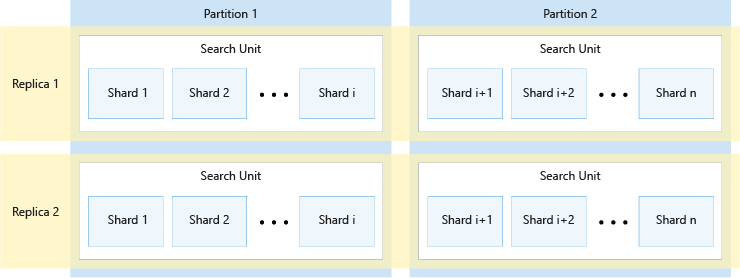 Partition 1
Partition 2
Search Unit
Search Unit
Replica 1
Shard 1
Shard 2
• • •
Shard i
Shard i+1
Shard i+2
• • •
Shard n
Search Unit
Search Unit
Replica 2
Shard 1
Shard 2
• • •
Shard i
Shard i+1
Shard i+2
• • •
Shard n